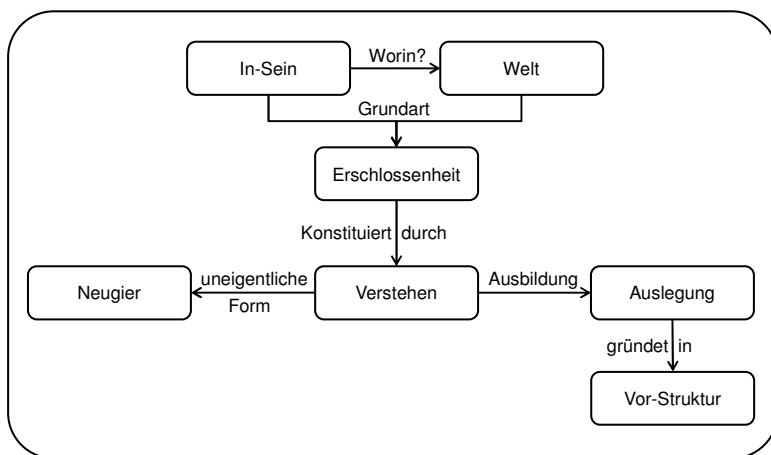 Worin?
In-Sein
Welt
Grundart
Erschlossenheit
Konstituiert durch
uneigentliche
Form
Neugier
Verstehen
Ausbildung
Auslegung
gründet in
Vor-Struktur